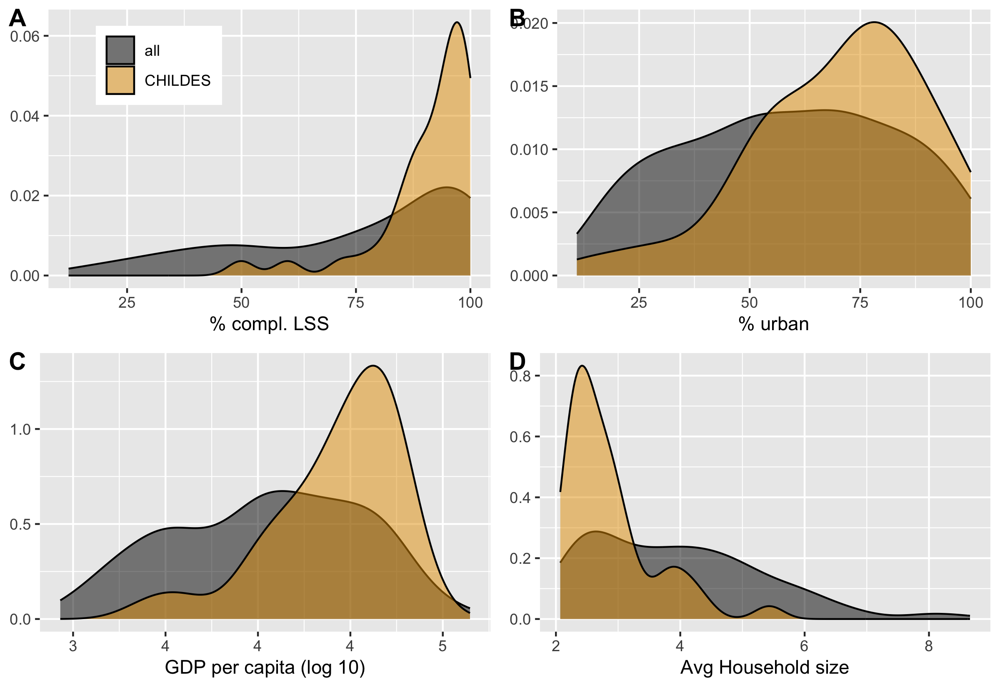 A
0.06
0.04
0.02
0.00
all
CHILDES
25 50 75 100
% compl. LSS
B
0.020
0.015
0.010
0.005
0.000
25 50 75 100
% urban
C
1.0
0.5
0.0
3 4 4 4 5
GDP per capita (log 10)
D
0.8
0.6
0.4
0.2
0.0
2 4 6 8
Avg Household size